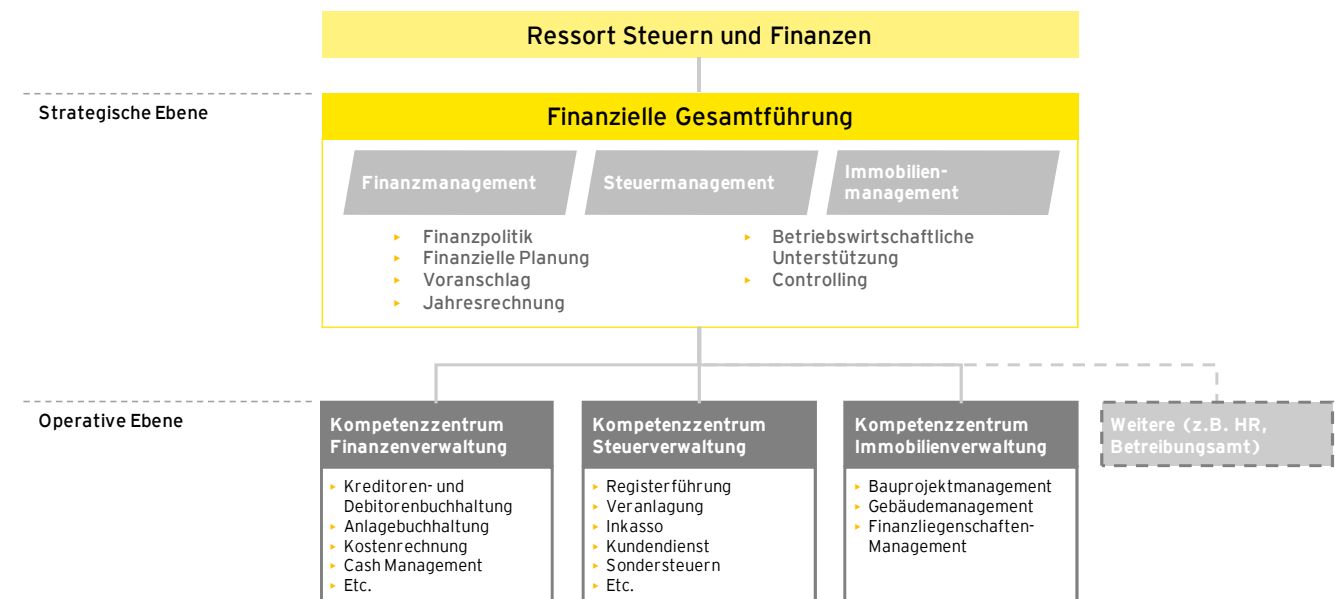 Ressort Steuern und Finanzen
Strategische Ebene
Finanzielle Gesamtführung
Finanzmanagement
Steuermanagement
Immobilien-
management
▸ Finanzpolitik
▸ Finanzielle Planung
▸ Voranschlag
▸ Jahresrechnung
▸ Betriebswirtschaftliche
Unterstützung
▸ Controlling
Operative Ebene
Kompetenzzentrum
Finanzenverwaltung
▸ Kreditoren- und
Debitorenbuchhaltung
▸ Anlagebuchhaltung
▸ Kostenrechnung
▸ Cash Management
▸ Etc.
Kompetenzzentrum
Steuerverwaltung
▸ Registerführung
▸ Veranlagung
▸ Inkasso
▸ Kundendienst
▸ Sondersteuern
▸ Etc.
Kompetenzzentrum
Immobilienverwaltung
▸ Bauprojektmanagement
▸ Gebäudemanagement
▸ Finanzliegenschaften-
Management
Weitere (z.B. HR,
Betreibungsamt)